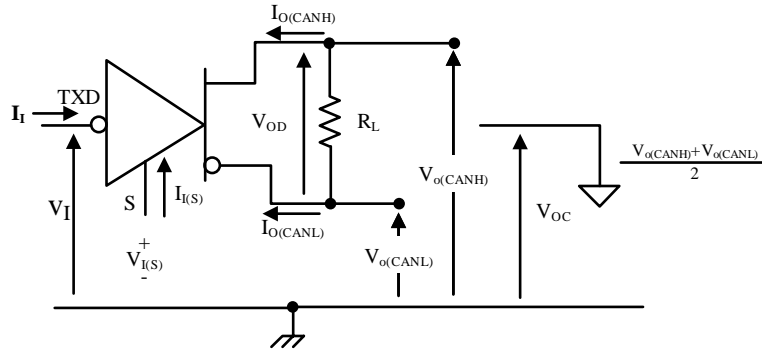 I_O(CANH)
TXD
I_I
V_OD
R_L
V_o(CANH)+V_o(CANL)
2
V_o(CANH)
V_I
S
I_I(S)
V_OC
I_O(CANL)
+
V_I(S)
-
V_o(CANL)